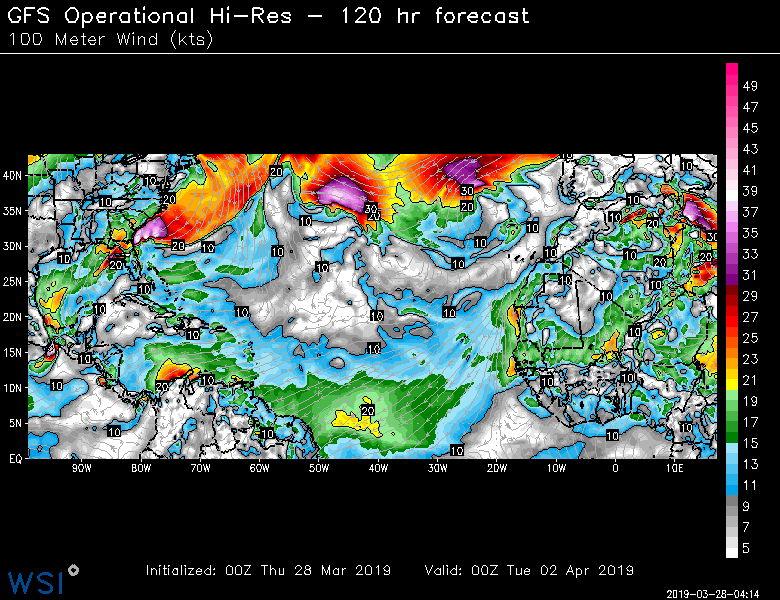 GFS Operational Hi-Res - 120 hr forecast
100 Meter Wind (kts)
49
47
45
43
41
39
37
35
33
31
29
27
25
23
21
19
17
15
13
11
9
7
5
40N
35N
30N
25N
20N
15N
10N
5N
EQ
90W 80W 70W 60W 50W 40W 30W 20W 10W 0 10E
20 10 10 10 20 30 30 20 20 10
10 20 10 10 10 10 20 10 10 10 10 30
10 20 10 10 10 10 10 20 20
10 10 10 10 10 10 10 10
10 10 10 10 10
10 20 10 20 10 10
10 10 10 10 10
Initialized: 00Z Thu 28 Mar 2019 Valid: 00Z Tue 02 Apr 2019
WSI
2019-03-28-04:14